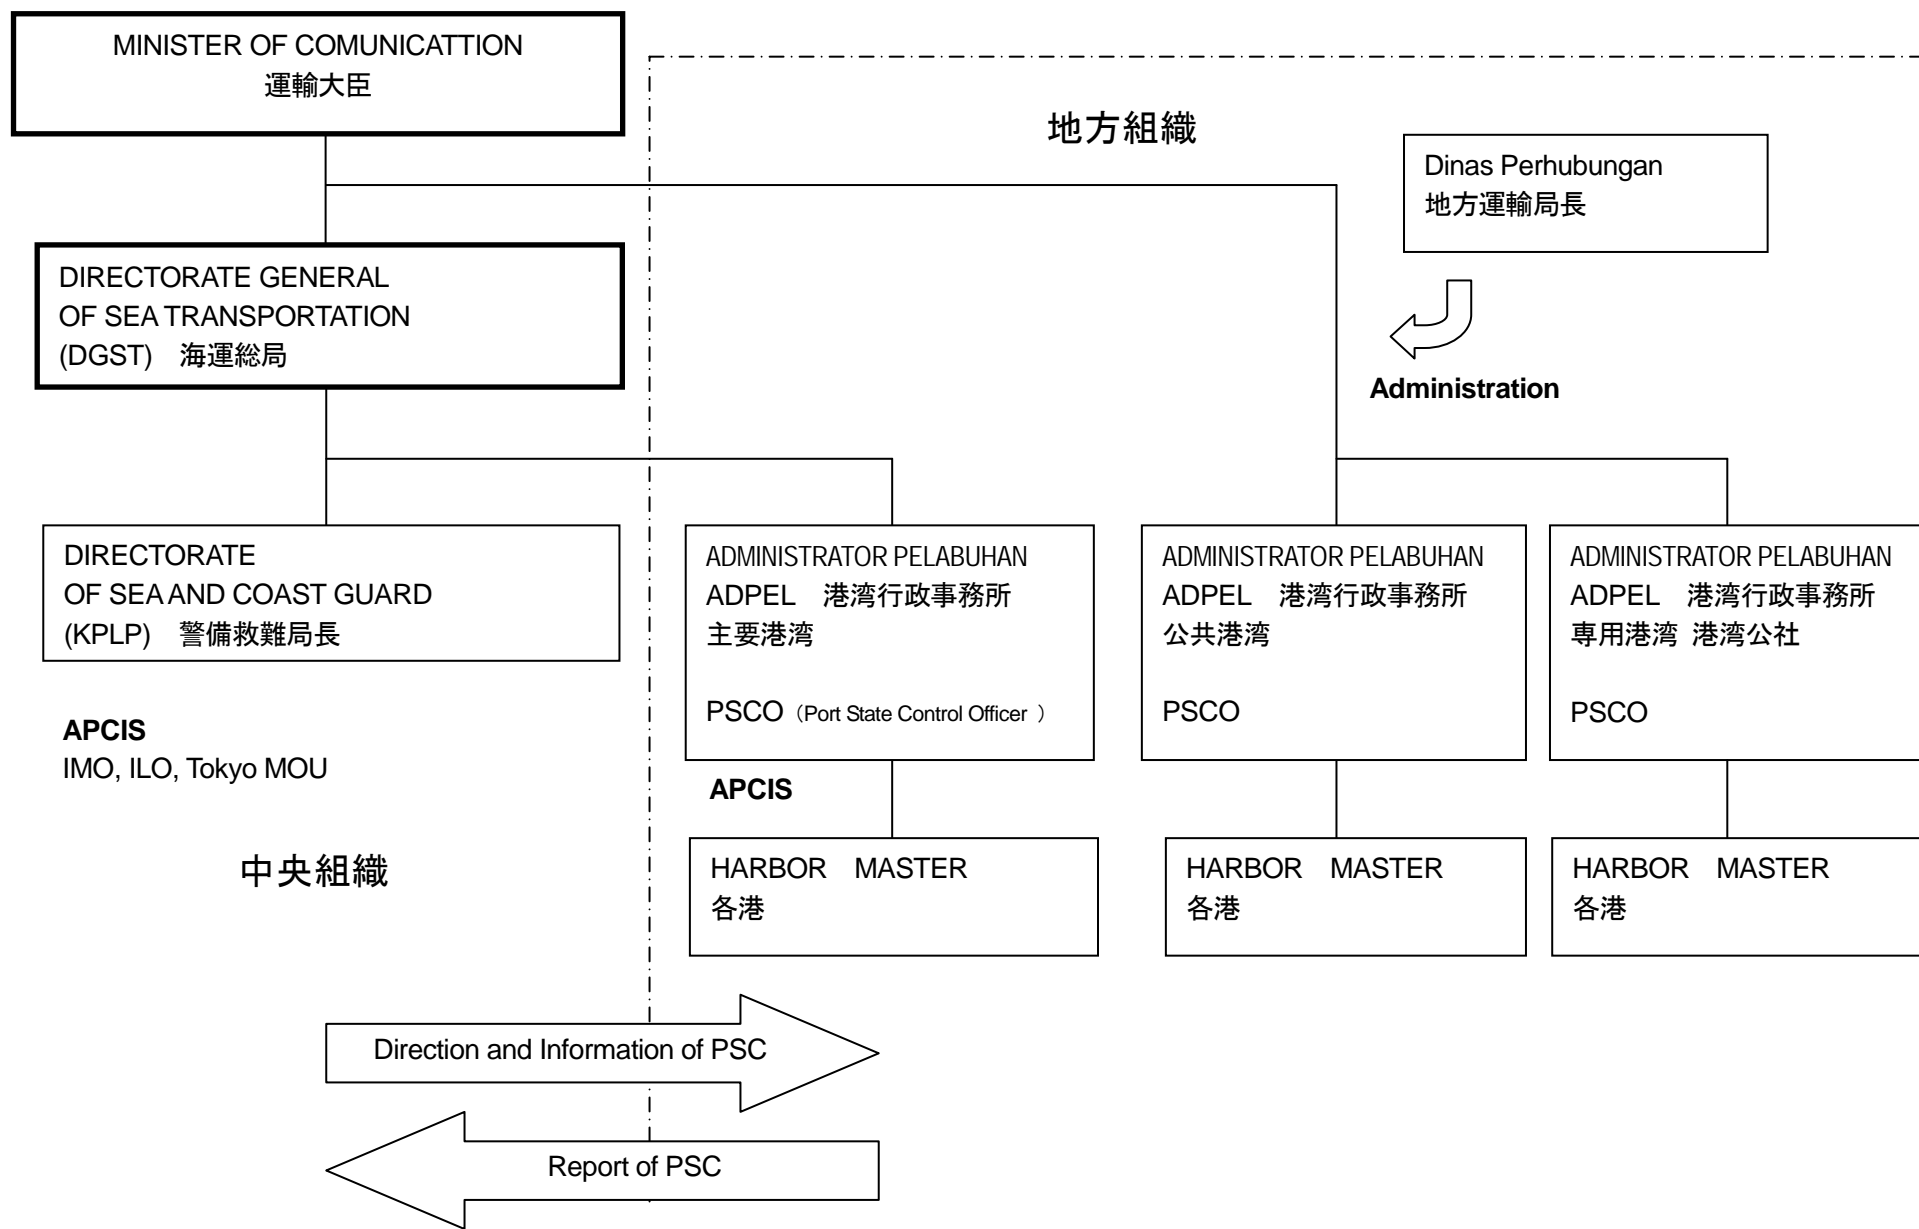 MINISTER OF COMUNICATTION
運輸大臣
地方組織
Dinas Perhubungan
地方運輸局長
DIRECTORATE GENERAL
OF SEA TRANSPORTATION
(DGST) 海運総局
Administration
DIRECTORATE
OF SEA AND COAST GUARD
(KPLP) 警備救難局長
ADMINISTRATOR PELABUHAN
ADPEL 港湾行政事務所
主要港湾
PSCO（Port State Control Officer ）
ADMINISTRATOR PELABUHAN
ADPEL 港湾行政事務所
公共港湾
PSCO
ADMINISTRATOR PELABUHAN
ADPEL 港湾行政事務所
専用港湾 港湾公社
PSCO
APCIS
IMO, ILO, Tokyo MOU
APCIS
中央組織
HARBOR MASTER
各港
HARBOR MASTER
各港
HARBOR MASTER
各港
Direction and Information of PSC
Report of PSC